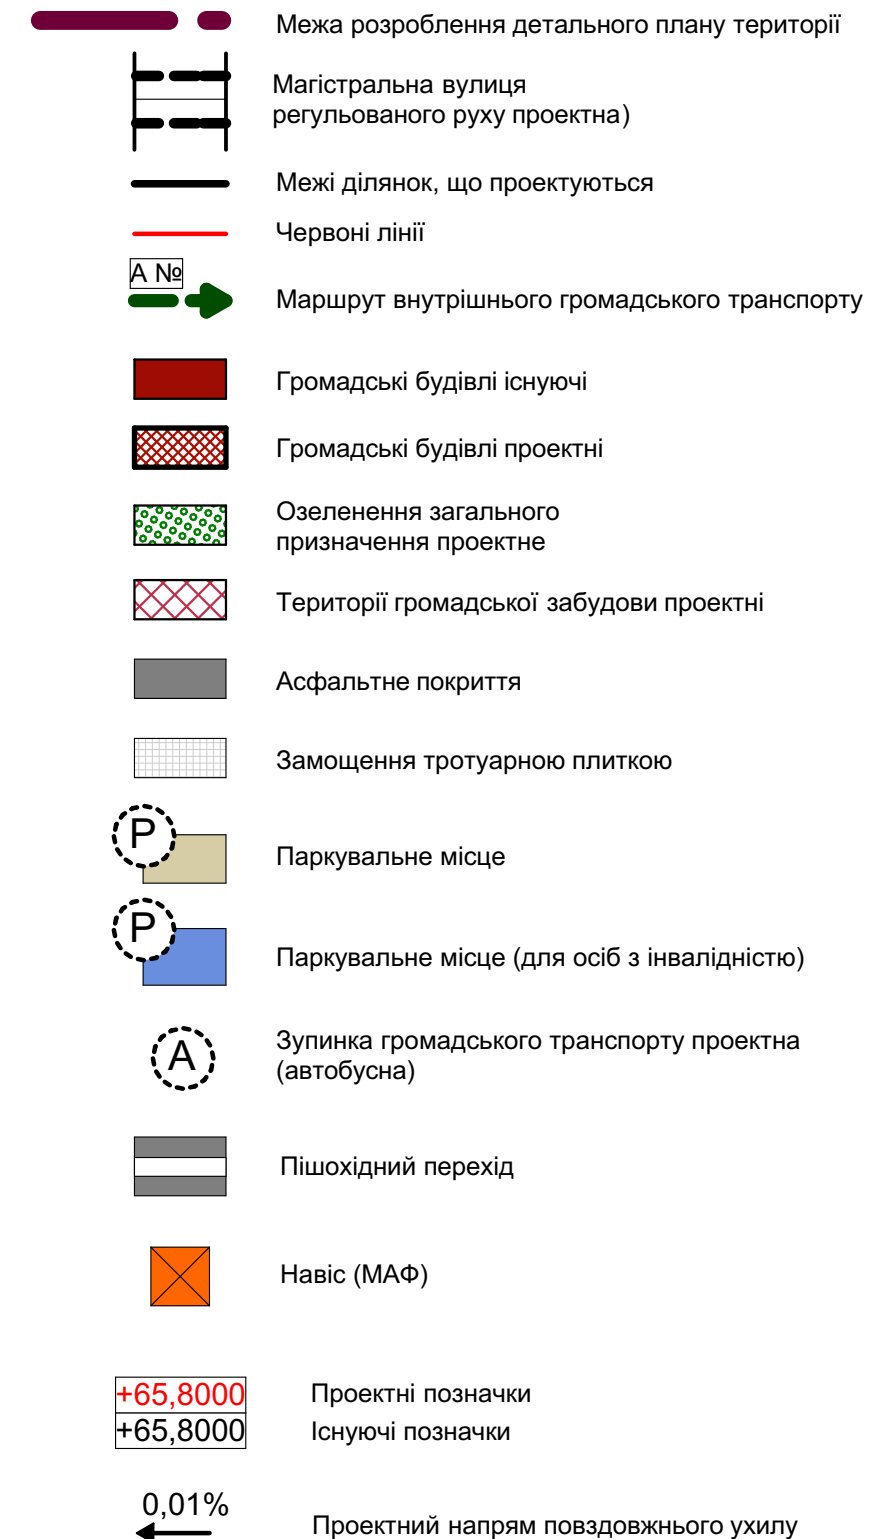 Межа розроблення детального плану території
Магістральна вулиця
регульованого руху проектна)
Межі ділянок, що проектуються
Червоні лінії
А №
Маршрут внутрішнього громадського транспорту
Громадські будівлі існуючі
Громадські будівлі проектні
Озеленення загального
призначення проектне
Території громадської забудови проектні
Асфальтне покриття
Замощення тротуарною плиткою
Р
Паркувальне місце
Р
Паркувальне місце (для осіб з інвалідністю)
А
Зупинка громадського транспорту проектна
(автобусна)
Пішохідний перехід
Навіс (МАФ)
+65,8000 Проектні позначки
+65,8000 Існуючі позначки
0,01%
Проектний напрям повздовжнього ухилу